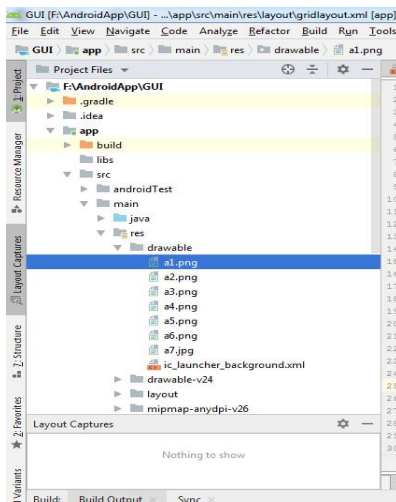 GUI [F:\AndroidApp\GUI] - ...\app\src\main\res\layout\gridlayout.xml [app]
File Edit View Navigate Code Analyze Refactor Build Run Tools
GUI app src main res drawable a1.png
1: Project
Resource Manager
Layout Captures
7: Structure
2: Favorites
Variants
Project Files
F:\AndroidApp\GUI
.gradle
.idea
app
build
libs
src
androidTest
main
java
res
drawable
a1.png
a2.png
a3.png
a4.png
a5.png
a6.png
a7.jpg
ic_launcher_background.xml
drawable-v24
layout
mipmap-anydpi-v26
Layout Captures
Nothing to show
Build: Build Output × Sync ×